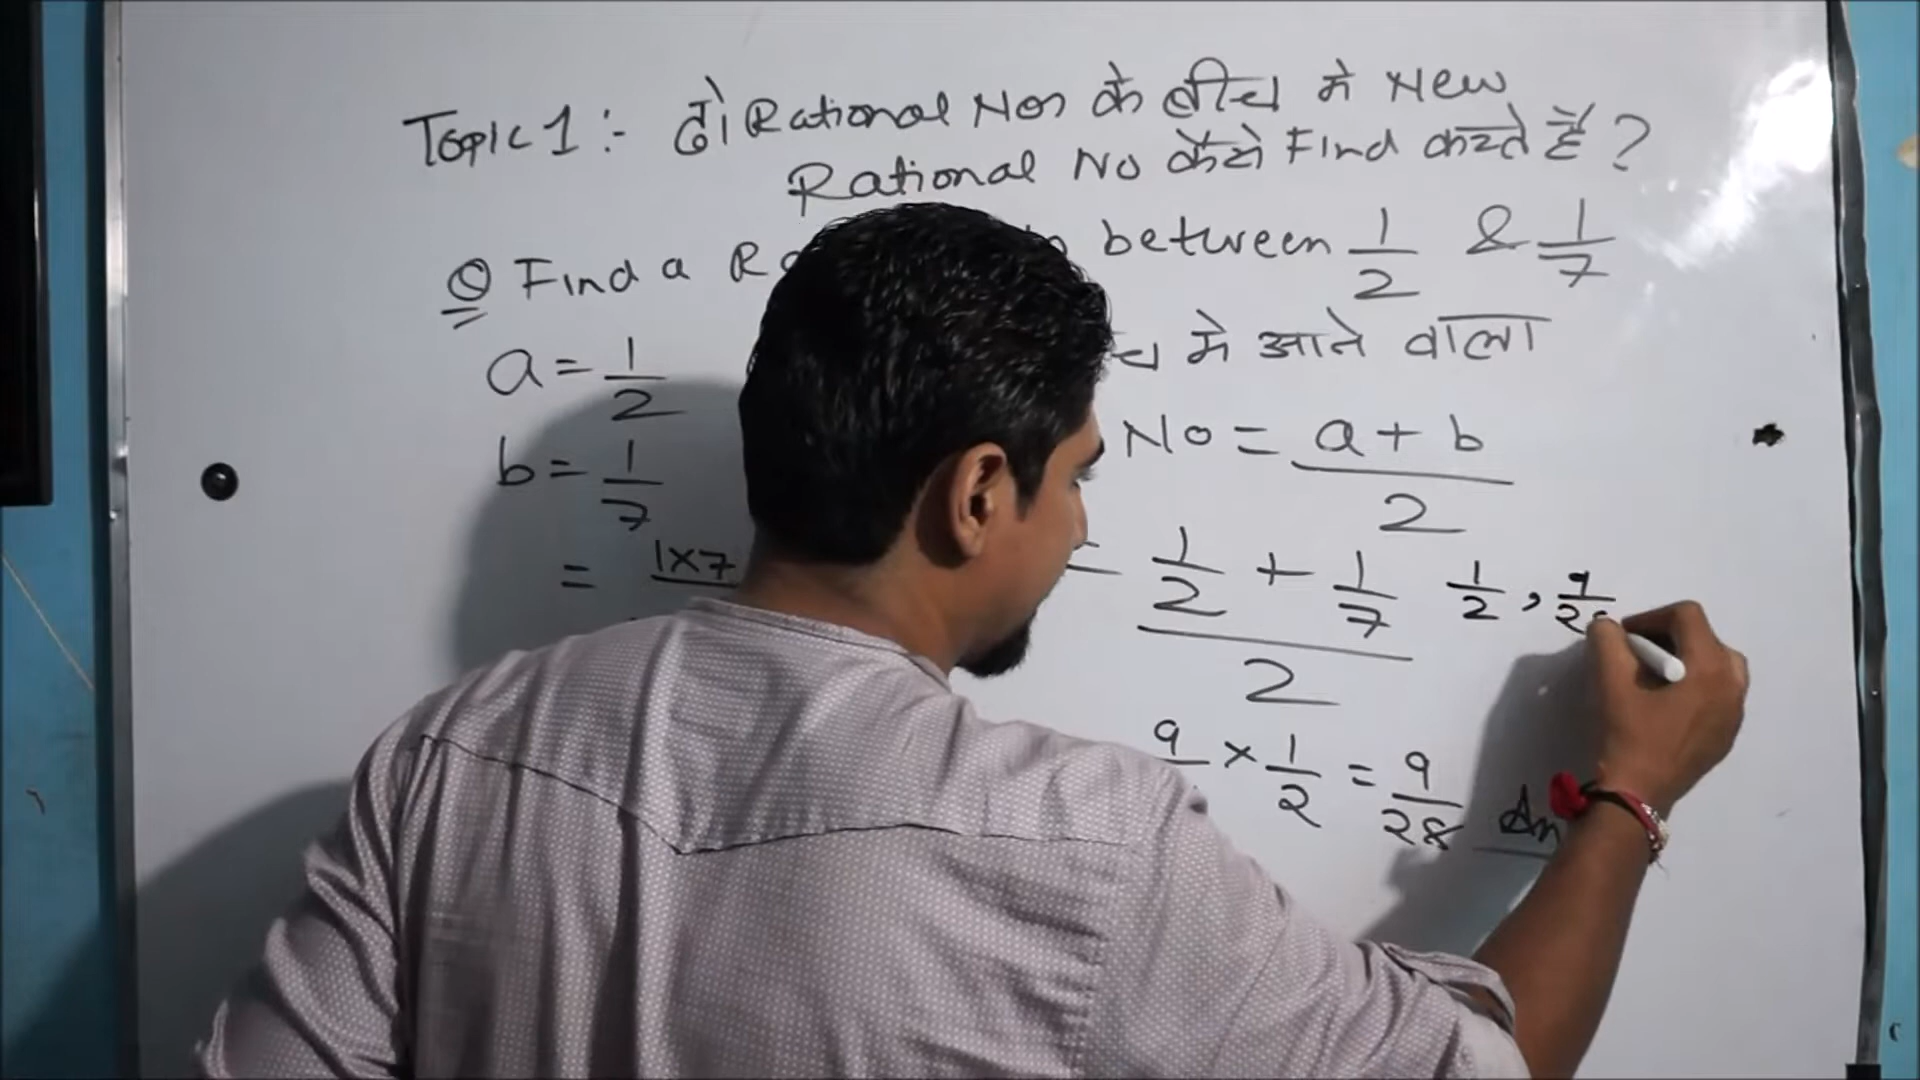 Topic 1 :- दो Rational Nos के बीच मे New
Rational No कैसे Find करते हैं ?
Q Find a between 1/2 & 1/7
a = 1/2 मे आने वाला
b = 1/7 No = a + b / 2
= 1×7 = 1/2 + 1/7 / 2 1/2 , 9/28
9 × 1/2 = 9/28 An